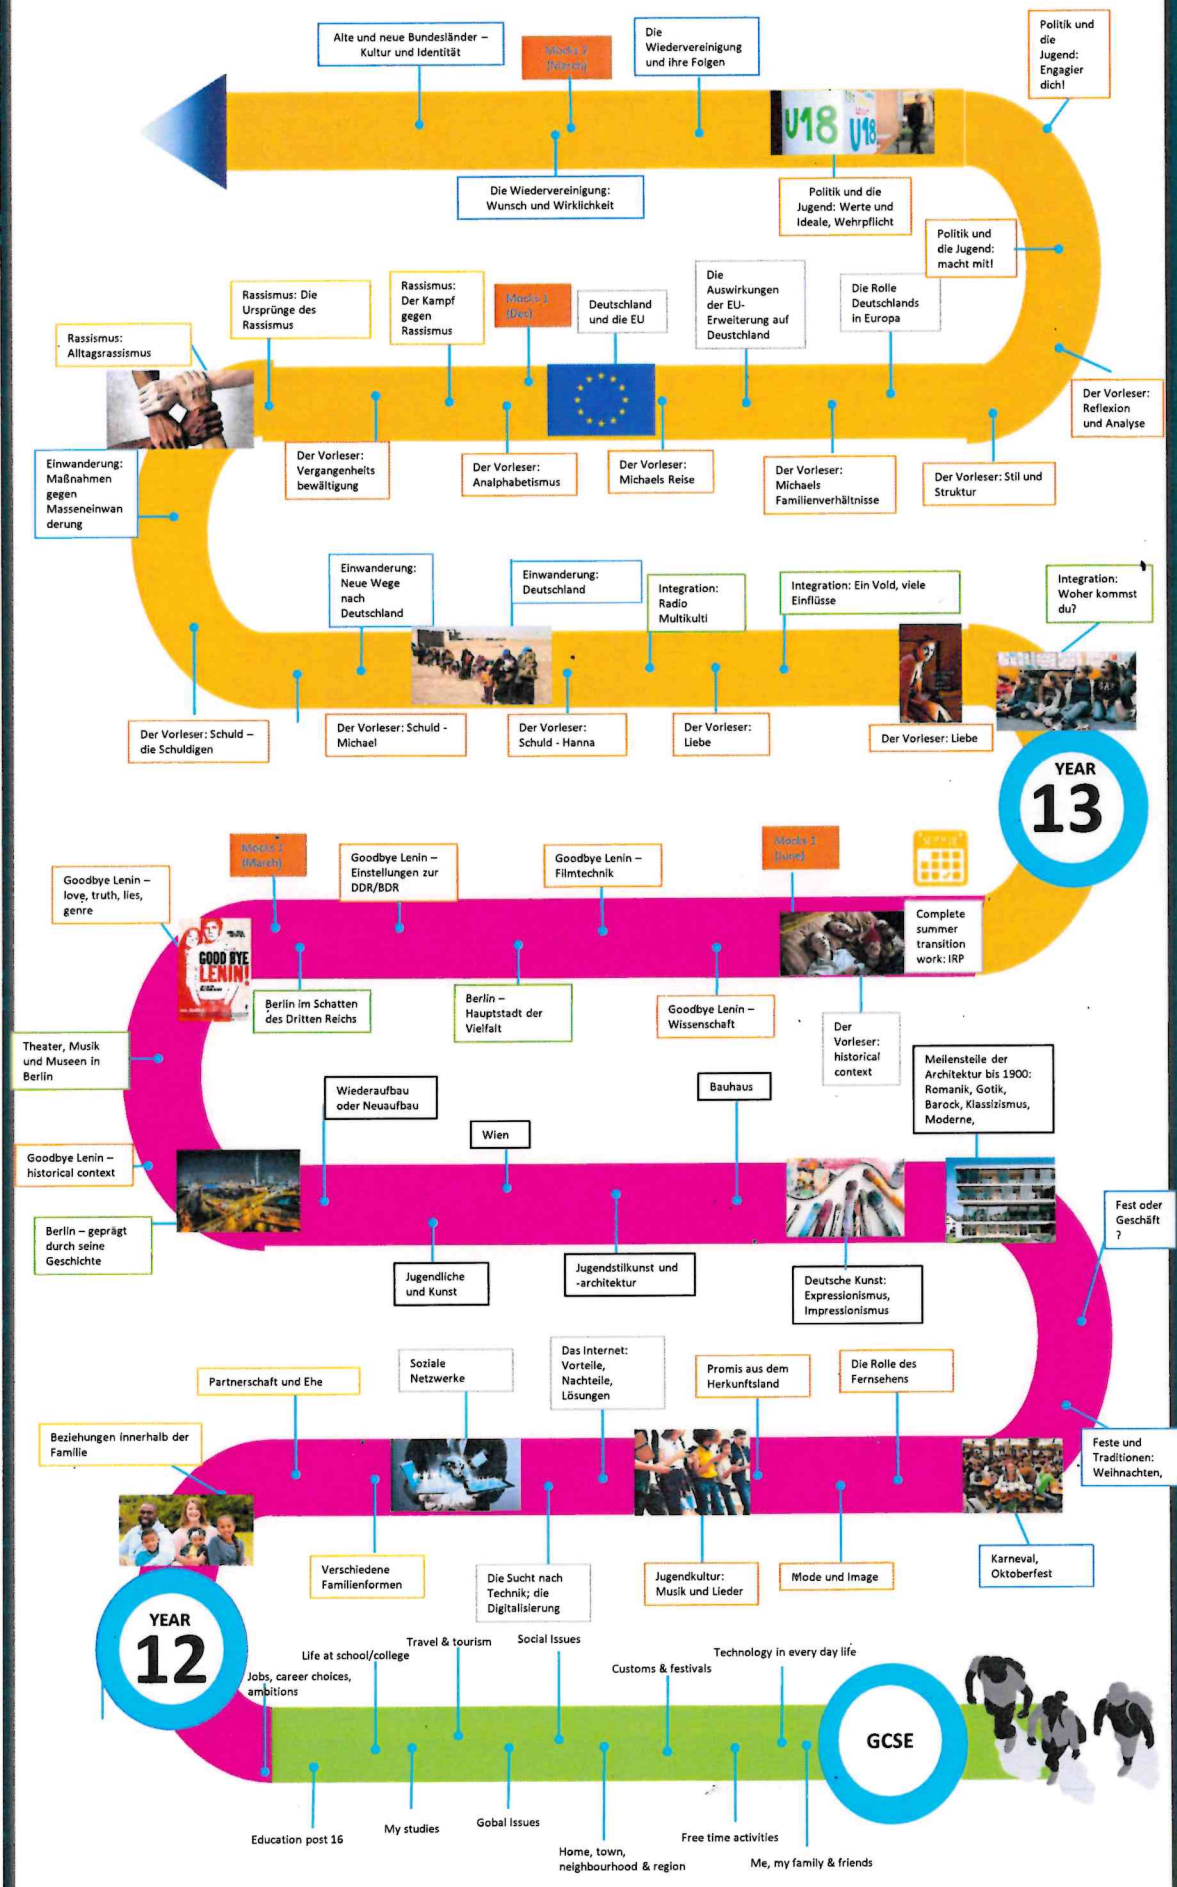 Alte und neue Bundesländer –
Kultur und Identität
Mocks 2
(March)
Die
Wiedervereinigung
und ihre Folgen
Politik und
die
Jugend:
Engagier
dich!
U18
U18
Die Wiedervereinigung:
Wunsch und Wirklichkeit
Politik und die
Jugend: Werte und
Ideale, Wehrpflicht
Politik und
die Jugend:
macht mit!
Rassismus:
Alltagsrassismus
Rassismus: Die
Ursprünge des
Rassismus
Rassismus:
Der Kampf
gegen
Rassismus
Mocks 1
(Dec)
Deutschland
und die EU
Die
Auswirkungen
der EU-
Erweiterung auf
Deustchland
Die Rolle
Deutschlands
in Europa
Der Vorleser:
Reflexion
und Analyse
Einwanderung:
Maßnahmen
gegen
Masseneinwan
derung
Der Vorleser:
Vergangenheits
bewältigung
Der Vorleser:
Analphabetismus
Der Vorleser:
Michaels Reise
Der Vorleser:
Michaels
Familienverhältnisse
Der Vorleser: Stil und
Struktur
Einwanderung:
Neue Wege
nach
Deutschland
Einwanderung:
Deutschland
Integration:
Radio
Multikulti
Integration: Ein Vold, viele
Einflüsse
Integration:
Woher kommst
du?
Der Vorleser: Schuld –
die Schuldigen
Der Vorleser: Schuld -
Michael
Der Vorleser:
Schuld - Hanna
Der Vorleser:
Liebe
Der Vorleser: Liebe
YEAR
13
Goodbye Lenin –
love, truth, lies,
genre
Mocks 1
(March)
Goodbye Lenin –
Einstellungen zur
DDR/BDR
Goodbye Lenin –
Filmtechnik
Mocks 1
(June)
Complete
summer
transition
work: IRP
GOOD BYE
LENIN!
Berlin im Schatten
des Dritten Reichs
Berlin –
Hauptstadt der
Vielfalt
Goodbye Lenin –
Wissenschaft
Der
Vorleser:
historical
context
Theater, Musik
und Museen in
Berlin
Wiederaufbau
oder Neuaufbau
Wien
Bauhaus
Meilensteile der
Architektur bis 1900:
Romanik, Gotik,
Barock, Klassizismus,
Moderne,
Goodbye Lenin –
historical context
Berlin – geprägt
durch seine
Geschichte
Jugendliche
und Kunst
Jugendstilkunst und
-architektur
Deutsche Kunst:
Expressionismus,
Impressionismus
Fest oder
Geschäft
?
Beziehungen innerhalb der
Familie
Partnerschaft und Ehe
Soziale
Netzwerke
Das Internet:
Vorteile,
Nachteile,
Lösungen
Promis aus dem
Herkunftsland
Die Rolle des
Fernsehens
Feste und
Traditionen:
Weihnachten,
Verschiedene
Familienformen
Die Sucht nach
Technik; die
Digitalisierung
Jugendkultur:
Musik und Lieder
Mode und Image
Karneval,
Oktoberfest
YEAR
12
Jobs, career choices,
ambitions
Life at school/college
Travel & tourism
Social Issues
Customs & festivals
Technology in every day life
GCSE
Education post 16
My studies
Gobal Issues
Home, town,
neighbourhood & region
Free time activities
Me, my family & friends